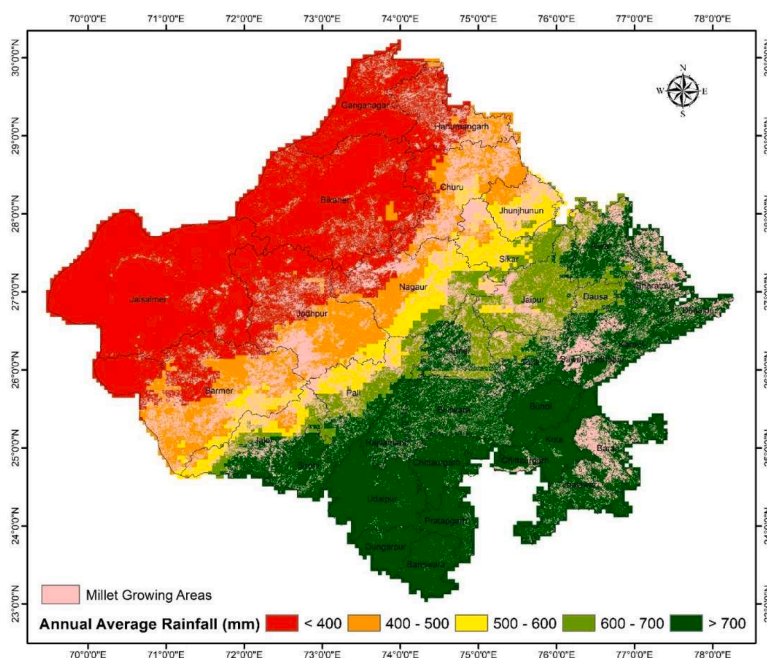 70°0'0"E 71°0'0"E 72°0'0"E 73°0'0"E 74°0'0"E 75°0'0"E 76°0'0"E 77°0'0"E 78°0'0"E
30°0'0"N
N
W E
S
Ganganagar
29°0'0"N
Hanumangarh
Churu
Bikaner
28°0'0"N
Jhunjhunun
Sikar
27°0'0"N
Jaisalmer
Nagaur
Jaipur
Dausa
Bharatpur
Jodhpur
26°0'0"N
Barmer
Pali
Bundi
25°0'0"N
Kota
Udaipur
24°0'0"N
Pratapgarh
Dungarpur
Banswara
23°0'0"N
Millet Growing Areas
Annual Average Rainfall (mm) < 400 400 - 500 500 - 600 600 - 700 > 700
70°0'0"E 71°0'0"E 72°0'0"E 73°0'0"E 74°0'0"E 75°0'0"E 76°0'0"E 77°0'0"E 78°0'0"E